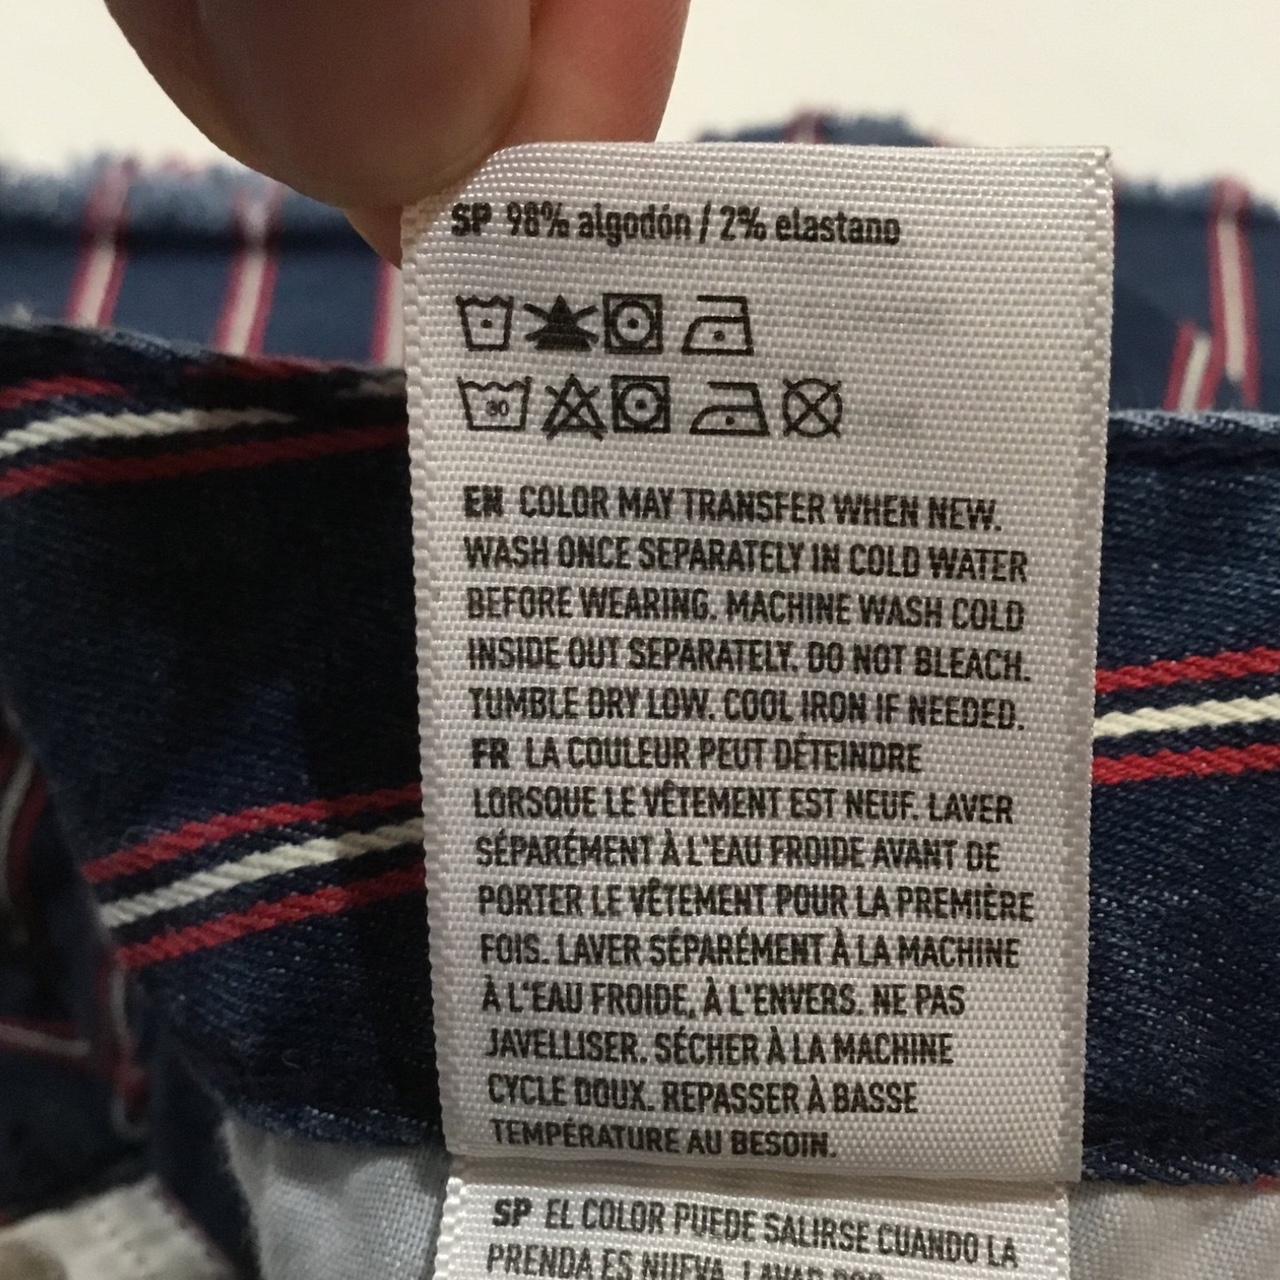 SP 98% algodón / 2% elastano
30
EN COLOR MAY TRANSFER WHEN NEW.
WASH ONCE SEPARATELY IN COLD WATER
BEFORE WEARING. MACHINE WASH COLD
INSIDE OUT SEPARATELY. DO NOT BLEACH.
TUMBLE DRY LOW. COOL IRON IF NEEDED.
FR LA COULEUR PEUT DÉTEINDRE
LORSQUE LE VÊTEMENT EST NEUF. LAVER
SÉPARÉMENT À L'EAU FROIDE AVANT DE
PORTER LE VÊTEMENT POUR LA PREMIÈRE
FOIS. LAVER SÉPARÉMENT À LA MACHINE
À L'EAU FROIDE, À L'ENVERS. NE PAS
JAVELLISER. SÉCHER À LA MACHINE
CYCLE DOUX. REPASSER À BASSE
TEMPÉRATURE AU BESOIN.
SP EL COLOR PUEDE SALIRSE CUANDO LA
PRENDA ES NUEVA. LAVAR POR